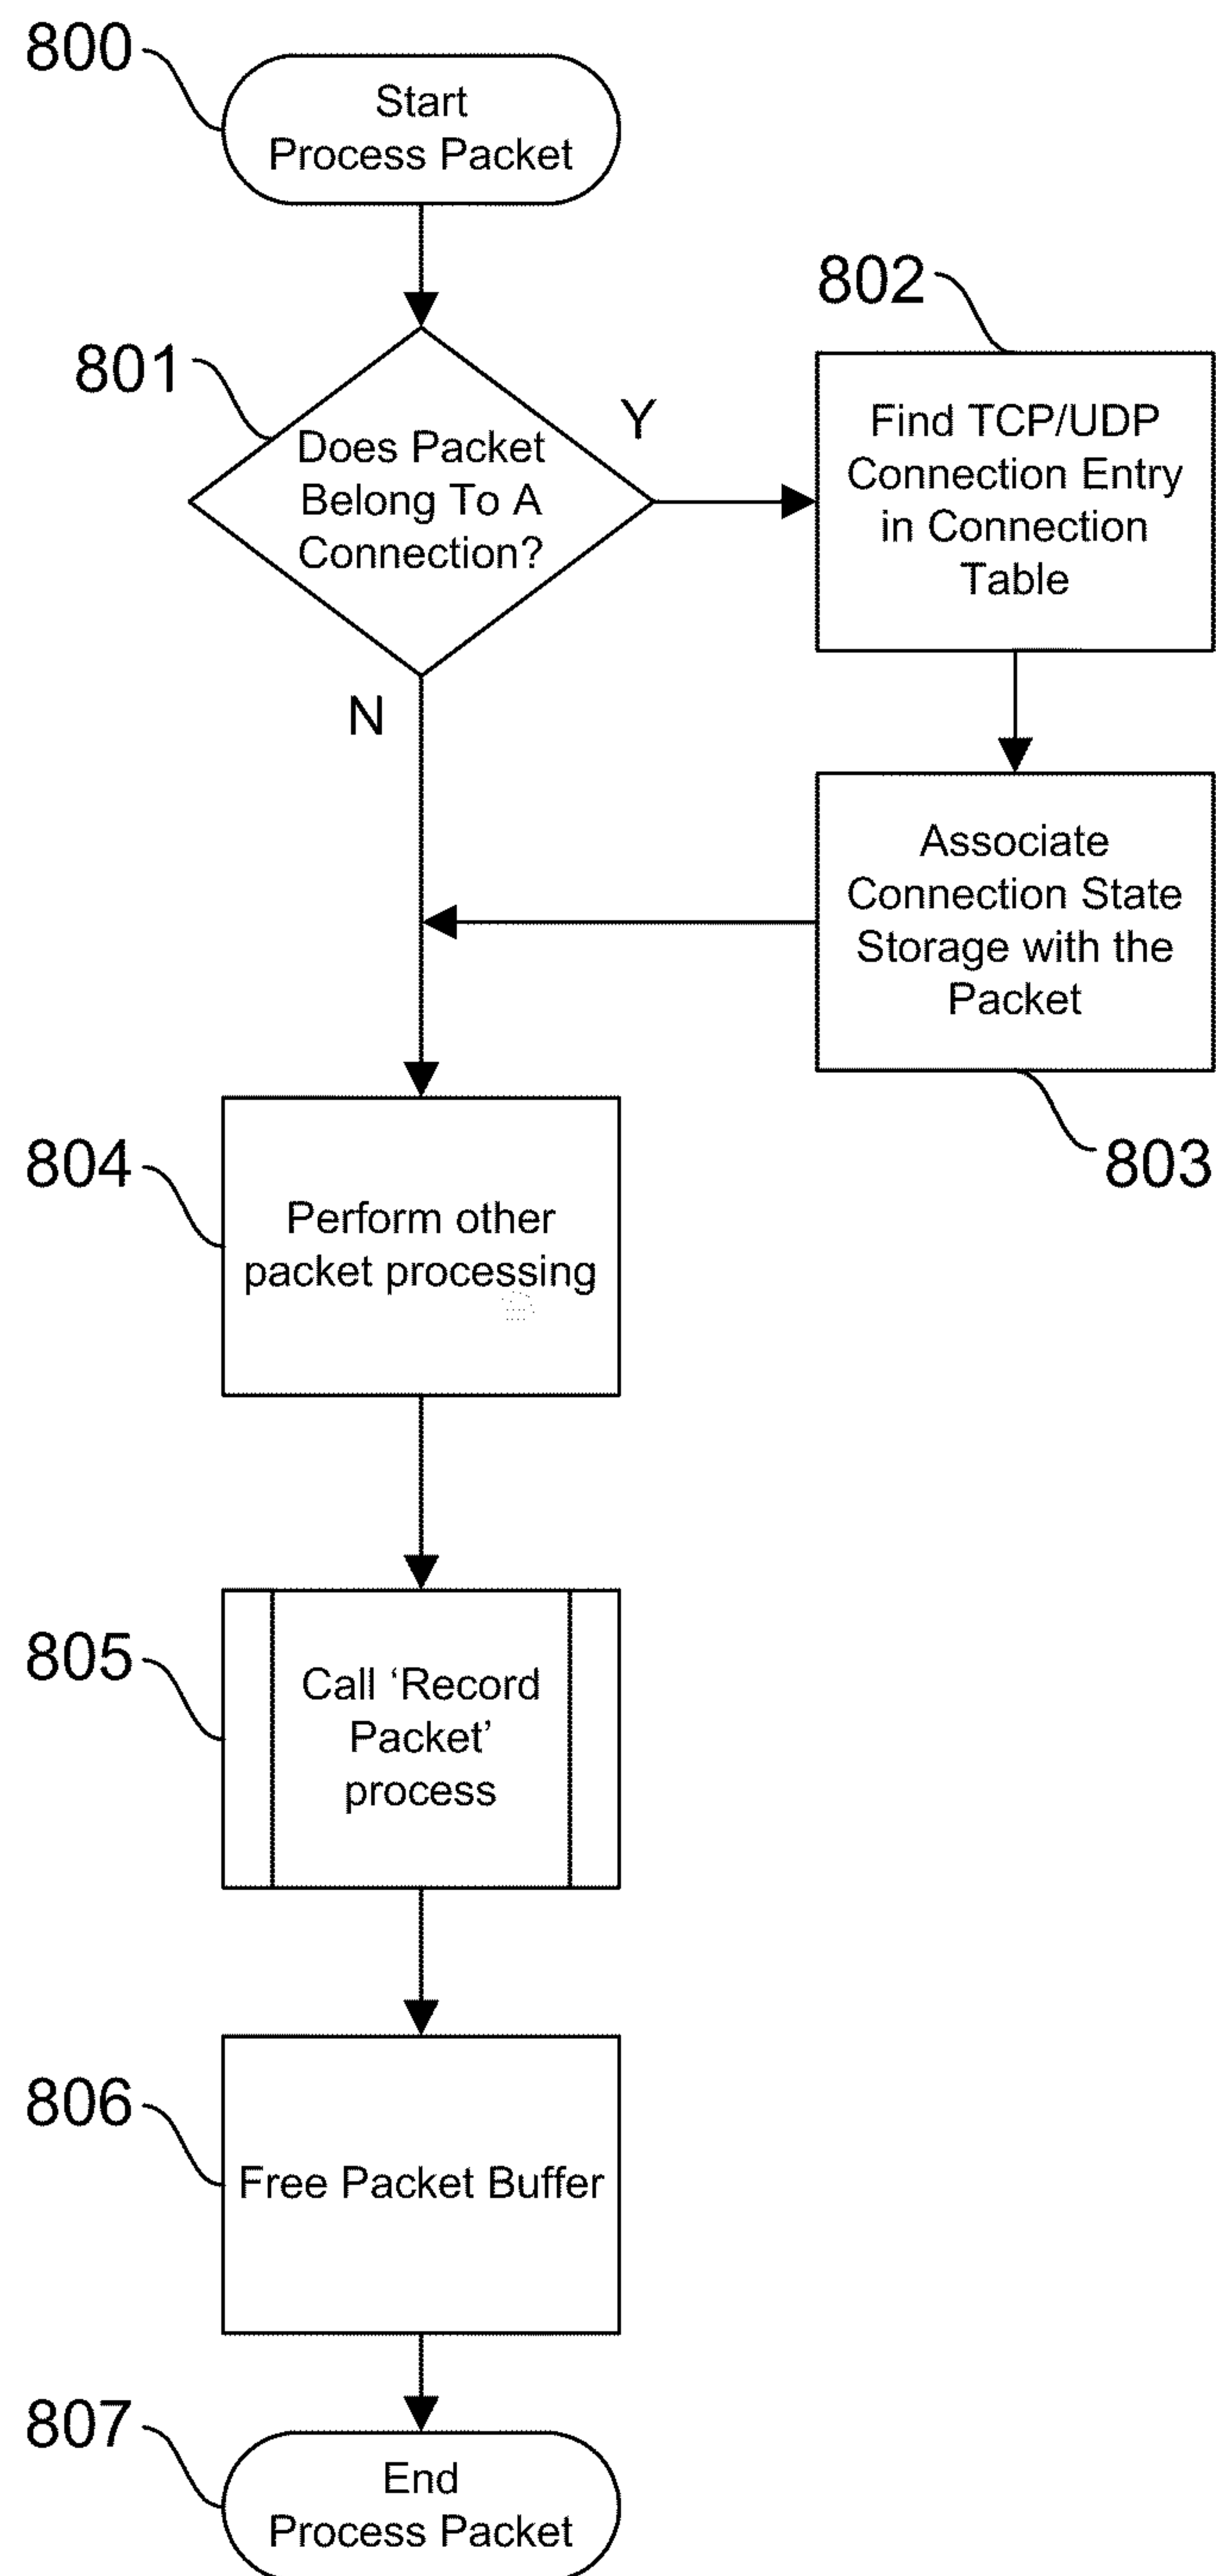 800
Start
Process Packet
801
Does Packet
Belong To A
Connection?
Y
N
802
Find TCP/UDP
Connection Entry
in Connection
Table
Associate
Connection State
Storage with the
Packet
803
804
Perform other
packet processing
805
Call ‘Record
Packet’
process
806
Free Packet Buffer
807
End
Process Packet